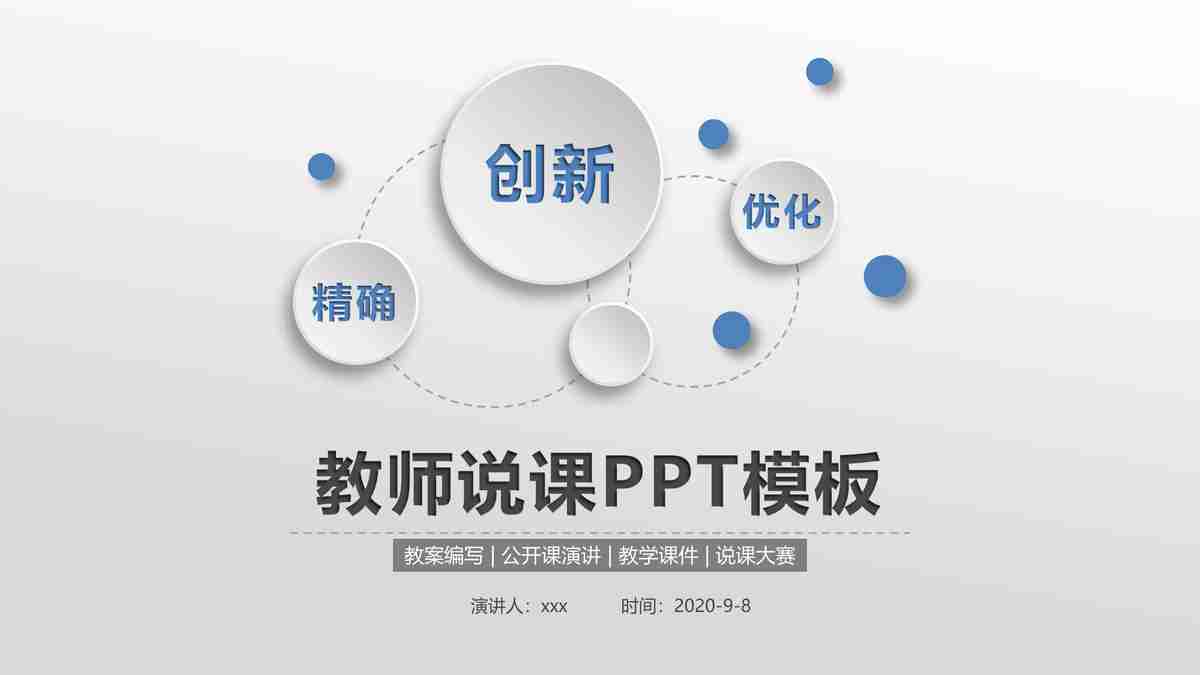 创新
优化
精确
教师说课PPT模板
教案编写 | 公开课演讲 | 教学课件 | 说课大赛
演讲人：xxx 时间：2020-9-8